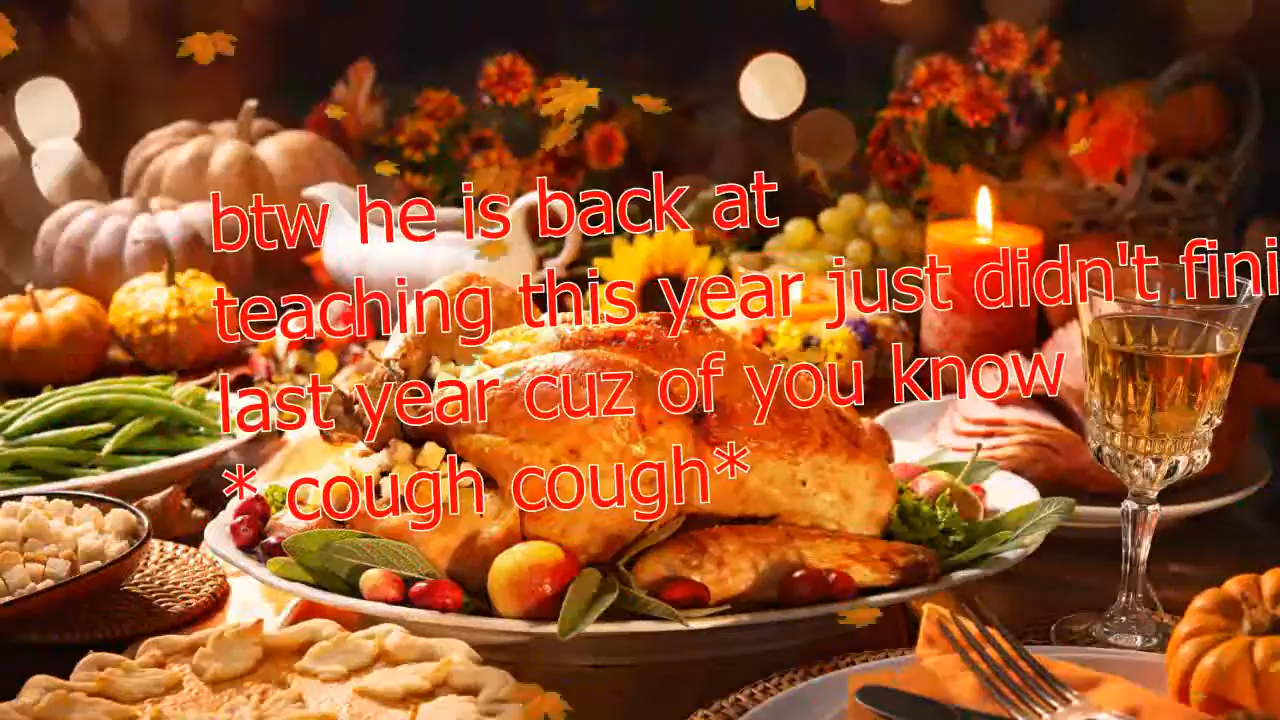 btw he is back at
teaching this year just didn't fini
last year cuz of you know
* cough cough*